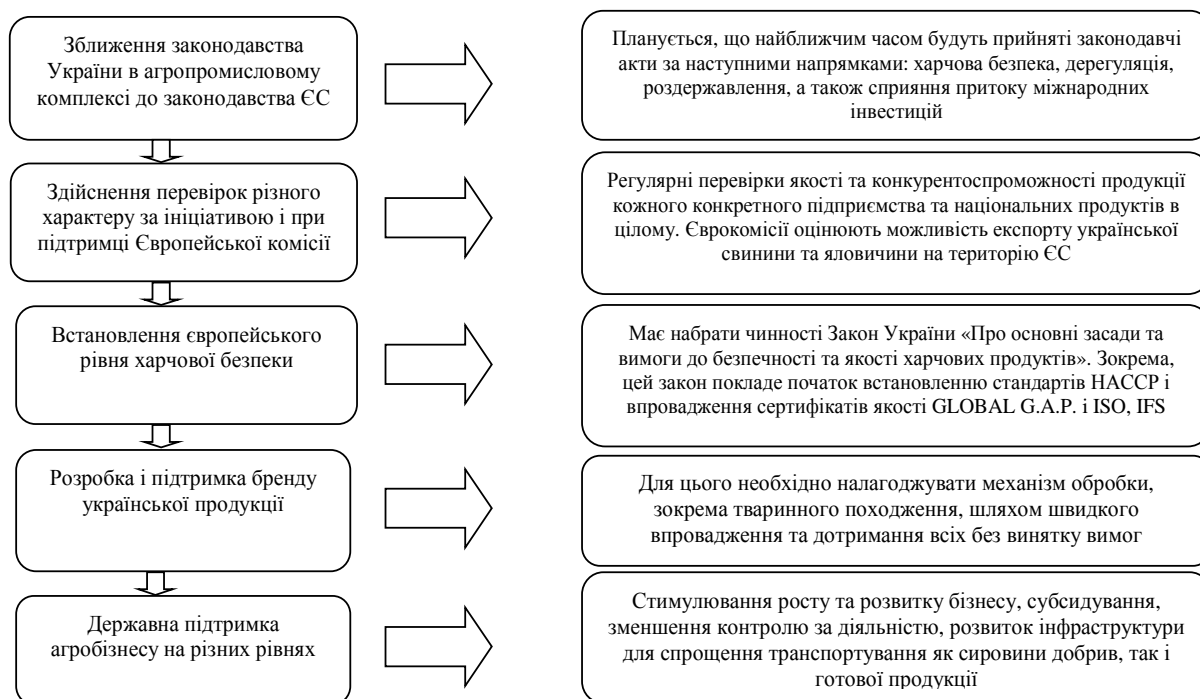 Зближення законодавства
України в агропромисловому
комплексі до законодавства ЄС
Планується, що найближчим часом будуть прийняті законодавчі
акти за наступними напрямками: харчова безпека, дерегуляція,
роздержавлення, а також сприяння притоку міжнародних
інвестицій
Здійснення перевірок різного
характеру за ініціативою і при
підтримці Європейської комісії
Регулярні перевірки якості та конкурентоспроможності продукції
кожного конкретного підприємства та національних продуктів в
цілому. Єврокомісії оцінюють можливість експорту української
свинини та яловичини на територію ЄС
Встановлення європейського
рівня харчової безпеки
Має набрати чинності Закон України «Про основні засади та
вимоги до безпечності та якості харчових продуктів». Зокрема,
цей закон покладе початок встановленню стандартів НАССР і
впровадження сертифікатів якості GLOBAL G.A.P. і ISO, IFS
Розробка і підтримка бренду
української продукції
Для цього необхідно налагоджувати механізм обробки,
зокрема тваринного походження, шляхом швидкого
впровадження та дотримання всіх без винятку вимог
Державна підтримка
агробізнесу на різних рівнях
Стимулювання росту та розвитку бізнесу, субсидування,
зменшення контролю за діяльністю, розвиток інфраструктури
для спрощення транспортування як сировини добрив, так і
готової продукції